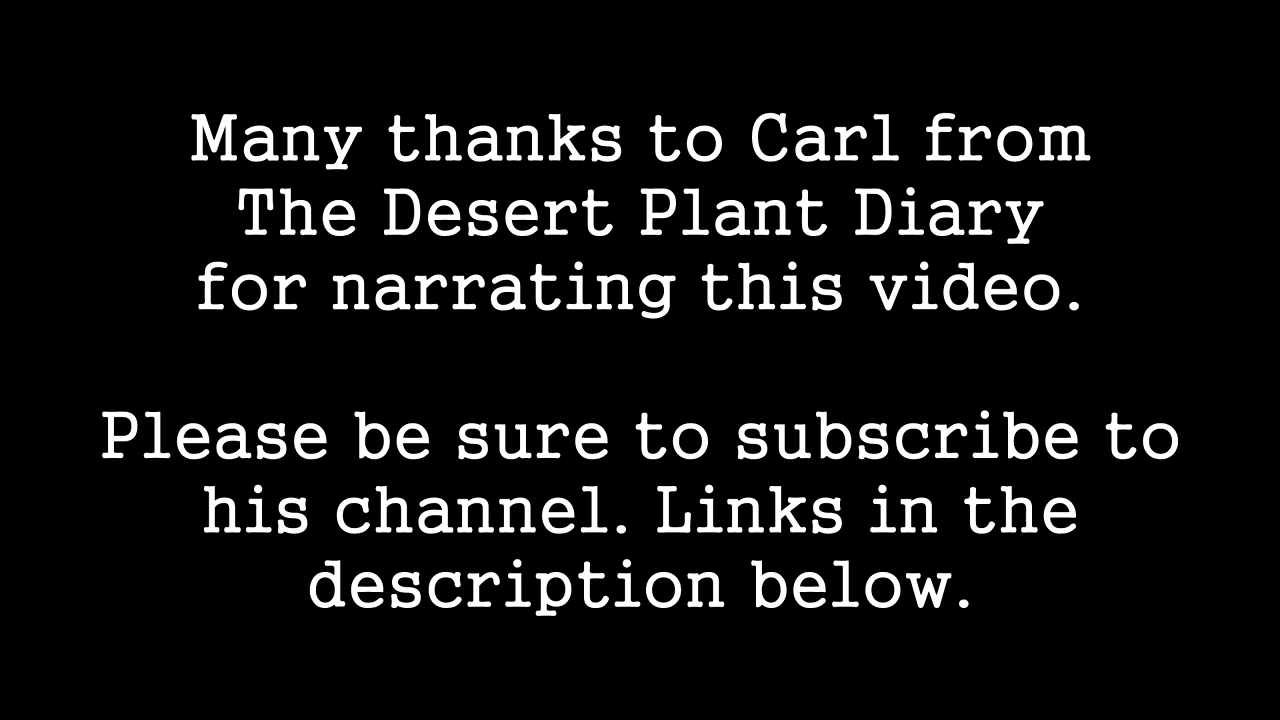 Many thanks to Carl from
The Desert Plant Diary
for narrating this video.
Please be sure to subscribe to
his channel. Links in the
description below.